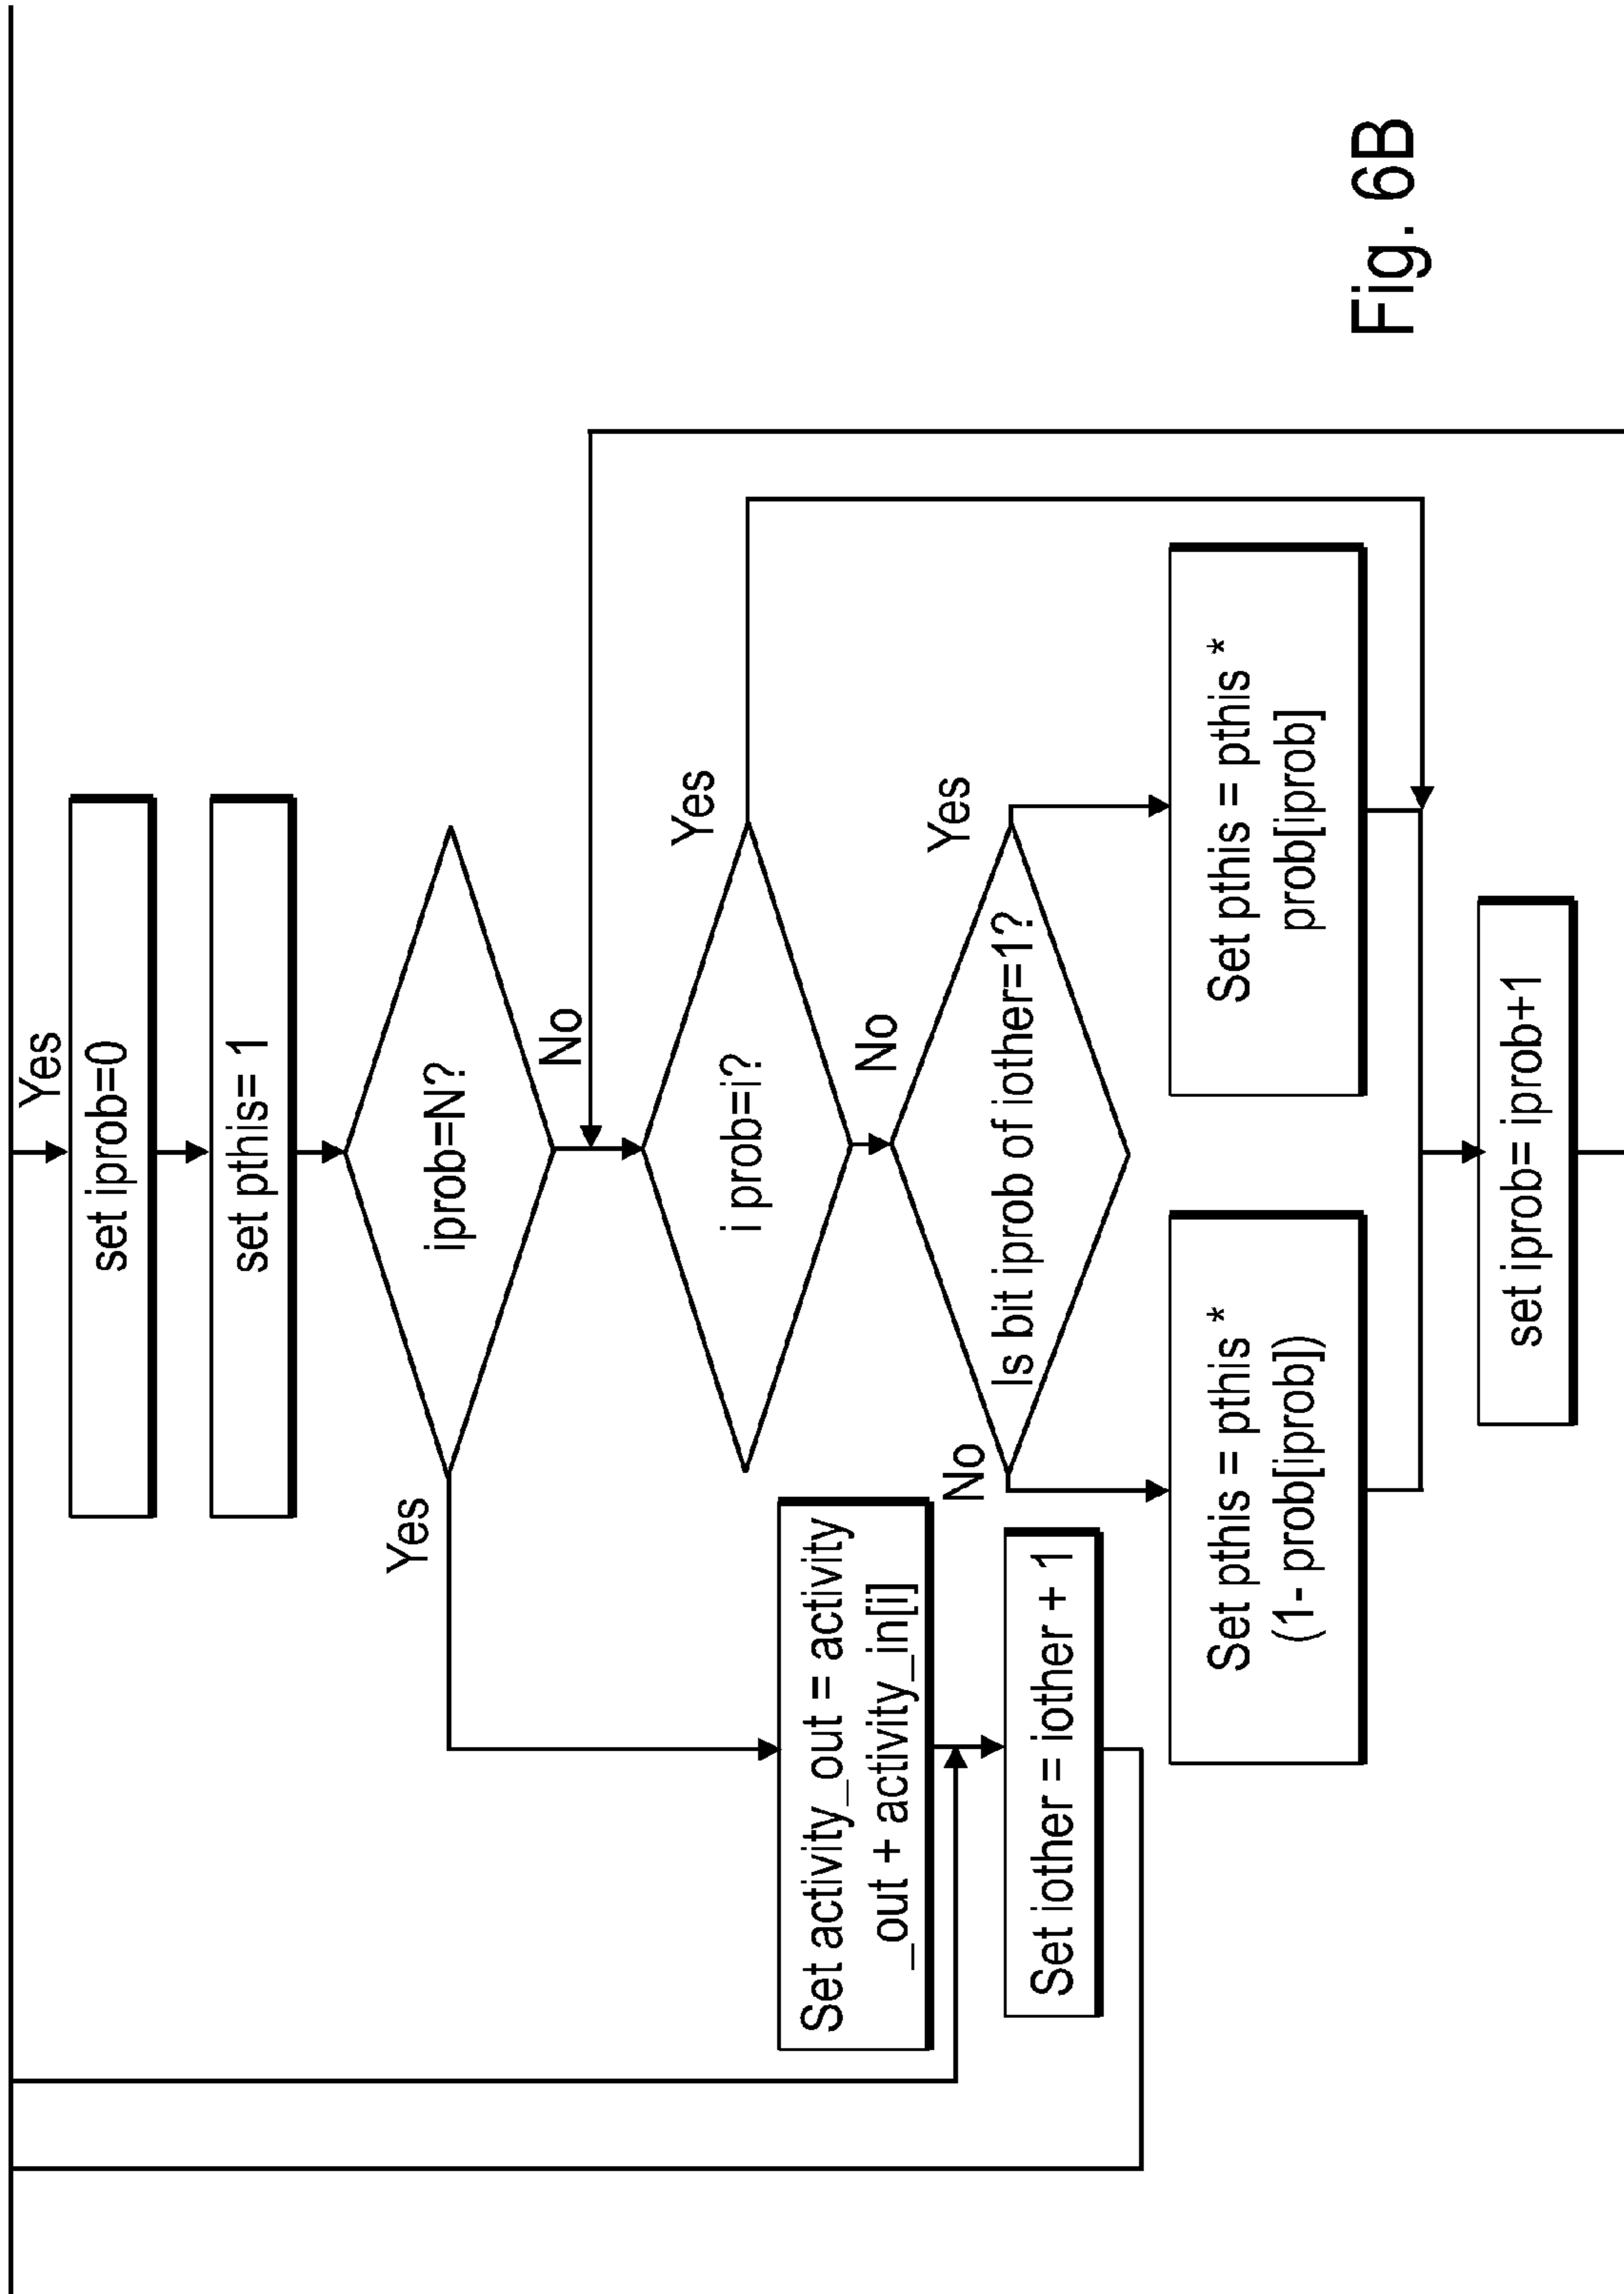 Yes
set iprob=0
set pthis= 1
iprob=N?
Yes
No
i prob=i?
Yes
No
Set activity_out = activity
_out + activity_in[i]
Is bit iprob of iother=1?
No
Yes
Set iother = iother + 1
Set pthis = pthis *
(1- prob[iprob])
Set pthis = pthis *
prob[iprob]
set iprob= iprob+1
Fig. 6B